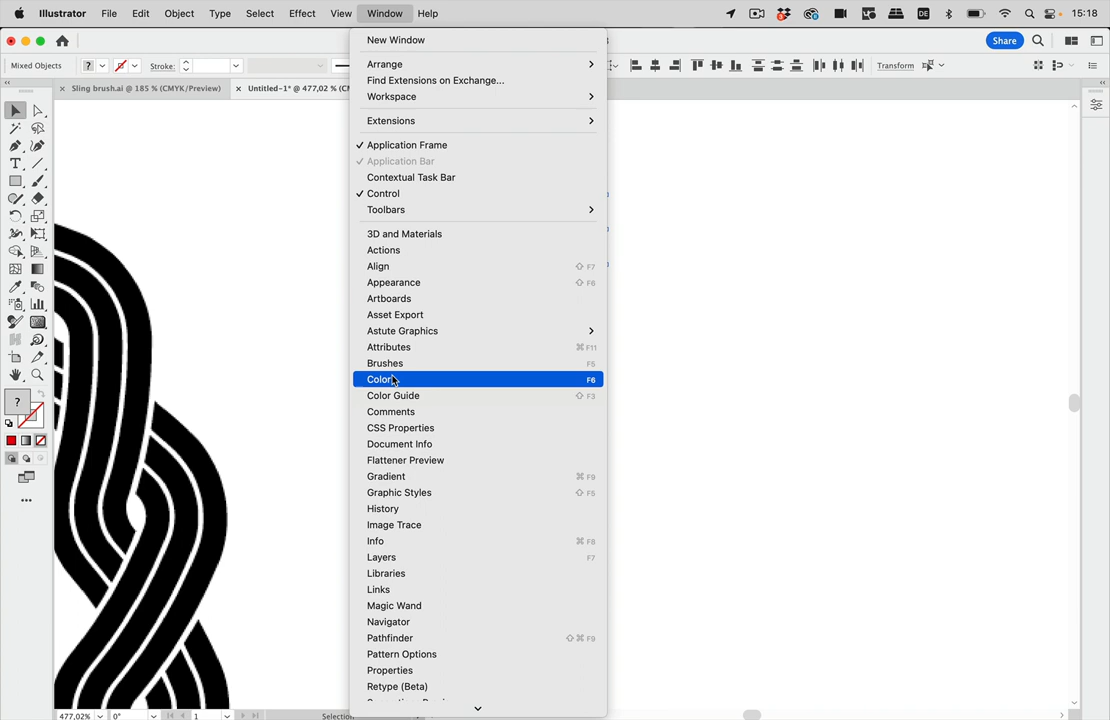 Illustrator File Edit Object Type Select Effect View Window Help DE 15:18
Share
Mixed Objects ? Stroke: Transform
Sling brush.ai @ 185 % (CMYK/Preview) Untitled-1* @ 477,02 % (CM
New Window
Arrange
Find Extensions on Exchange...
Workspace
Extensions
Application Frame
Application Bar
Contextual Task Bar
Control
Toolbars
3D and Materials
Actions
Align ⇧ F7
Appearance ⇧ F6
Artboards
Asset Export
Astute Graphics
Attributes ⌘ F11
Brushes F5
Color F6
Color Guide ⇧ F3
Comments
CSS Properties
Document Info
Flattener Preview
Gradient ⌘ F9
Graphic Styles ⇧ F5
History
Image Trace
Info ⌘ F8
Layers F7
Libraries
Links
Magic Wand
Navigator
Pathfinder ⇧ ⌘ F9
Pattern Options
Properties
Retype (Beta)
?
477,02% 0° 1 Selection